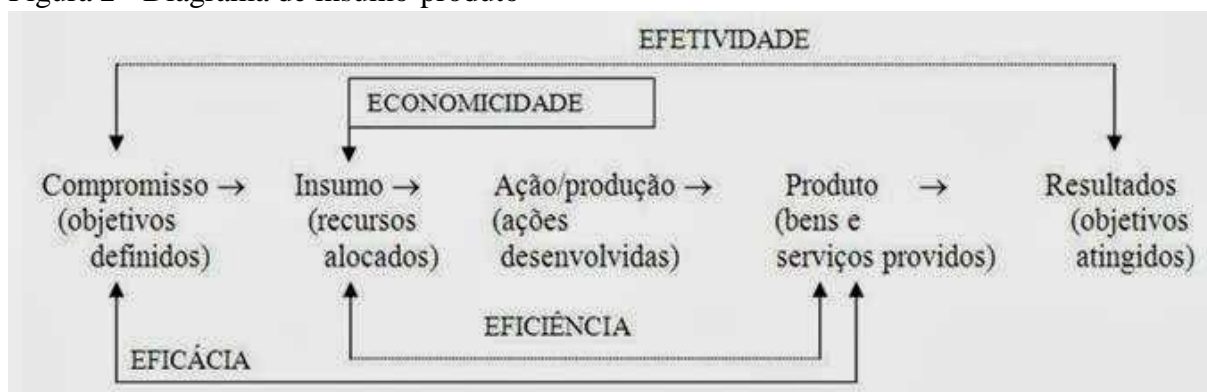 Figura 2 - Diagrama de insumo-produto
EFETIVIDADE
ECONOMICIDADE
Compromisso → Insumo → Ação/produção → Produto → Resultados
(objetivos (recursos (ações (bens e (objetivos
definidos) alocados) desenvolvidas) serviços providos) atingidos)
EFICIÊNCIA
EFICÁCIA